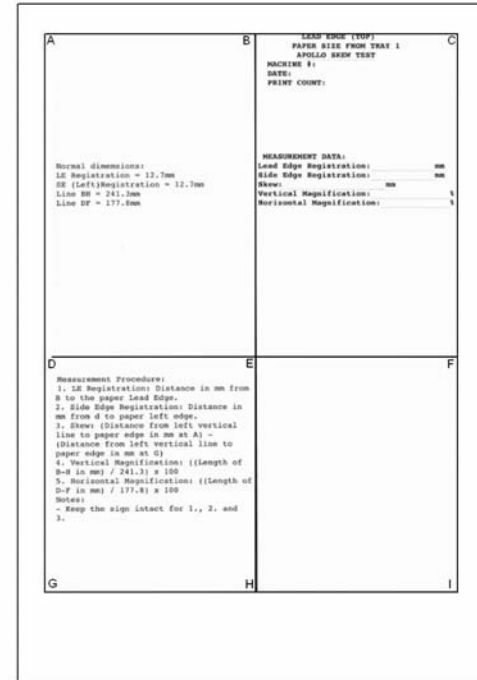 A
B
C
LEAD EDGE (TOP)
PAPER SIZE FROM TRAY 1
APOLLO SKEW TEST
MACHINE #:
DATE:
PRINT COUNT:
Normal dimensions:
LE Registration = 12.7mm
SE (Left)Registration = 12.7mm
Line BH = 241.3mm
Line DF = 177.8mm
MEASUREMENT DATA:
Lead Edge Registration: mm
Side Edge Registration: mm
Skew: mm
Vertical Magnification: %
Horizontal Magnification: %
D
E
F
Measurement Procedure:
1. LE Registration: Distance in mm from
B to the paper Lead Edge.
2. Side Edge Registration: Distance in
mm from d to paper left edge.
3. Skew: (Distance from left vertical
line to paper edge in mm at A) -
(Distance from left vertical line to
paper edge in mm at G)
4. Vertical Magnification: ((Length of
B-H in mm) / 241.3) x 100
5. Horizontal Magnification: ((Length of
D-F in mm) / 177.8) x 100
Notes:
- Keep the sign intact for 1., 2. and
3.
G
H
I